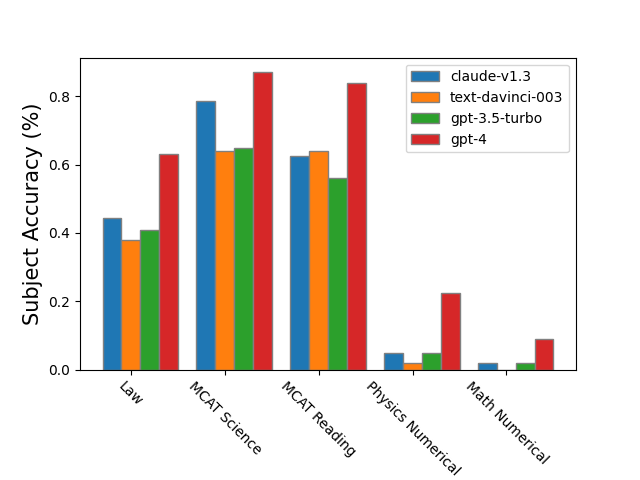 claude-v1.3
text-davinci-003
gpt-3.5-turbo
gpt-4
Subject Accuracy (%)
0.8
0.6
0.4
0.2
0.0
Law
MCAT Science
MCAT Reading
Physics Numerical
Math Numerical